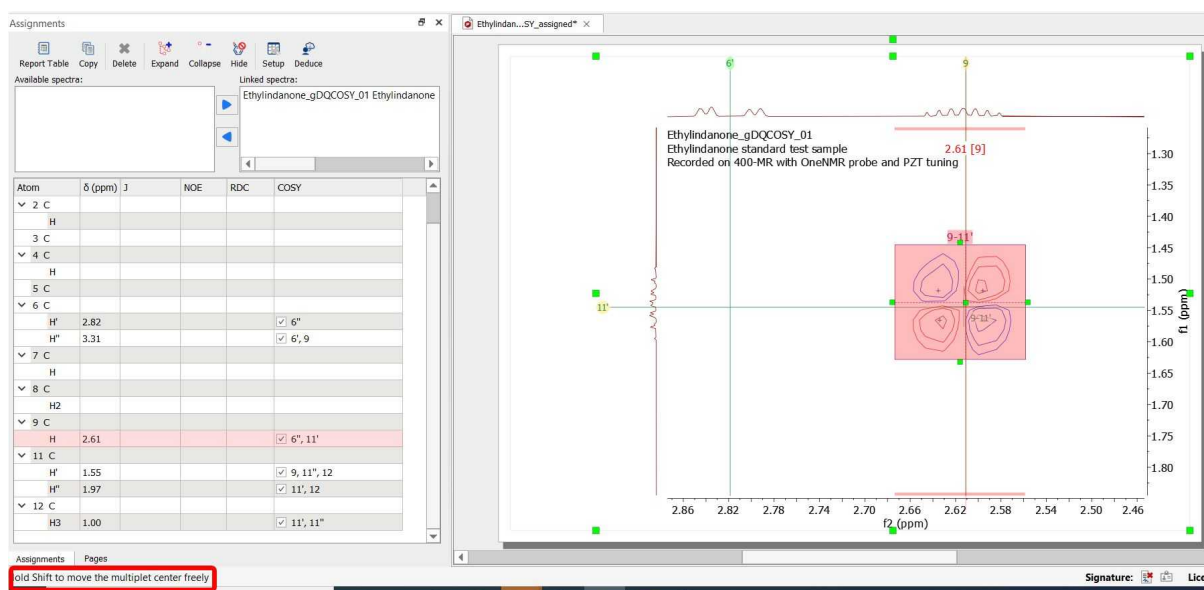 Assignments
Report Table Copy Delete Expand Collapse Hide Setup Deduce
Available spectra:
Linked spectra:
Ethylindanone_gDQCOSY_01 Ethylindanone
Atom δ (ppm) J NOE RDC COSY
2 C
H
3 C
4 C
H
5 C
6 C
H' 2.82 6"
H" 3.31 6', 9
7 C
H
8 C
H2
9 C
H 2.61 6", 11'
11 C
H' 1.55 9, 11", 12
H" 1.97 11', 12
12 C
H3 1.00 11', 11"
Assignments Pages
old Shift to move the multiplet center freely
Ethylindan...SY_assigned*
6' 9
Ethylindanone_gDQCOSY_01
Ethylindanone standard test sample
2.61 [9]
Recorded on 400-MR with OneNMR probe and PZT tuning
9-11'
11'
9-11'
1.30
1.35
1.40
1.45
1.50
1.55
1.60
1.65
1.70
1.75
1.80
f1 (ppm)
2.86 2.82 2.78 2.74 2.70 2.66 2.62 2.58 2.54 2.50 2.46
f2 (ppm)
Signature:
Lice